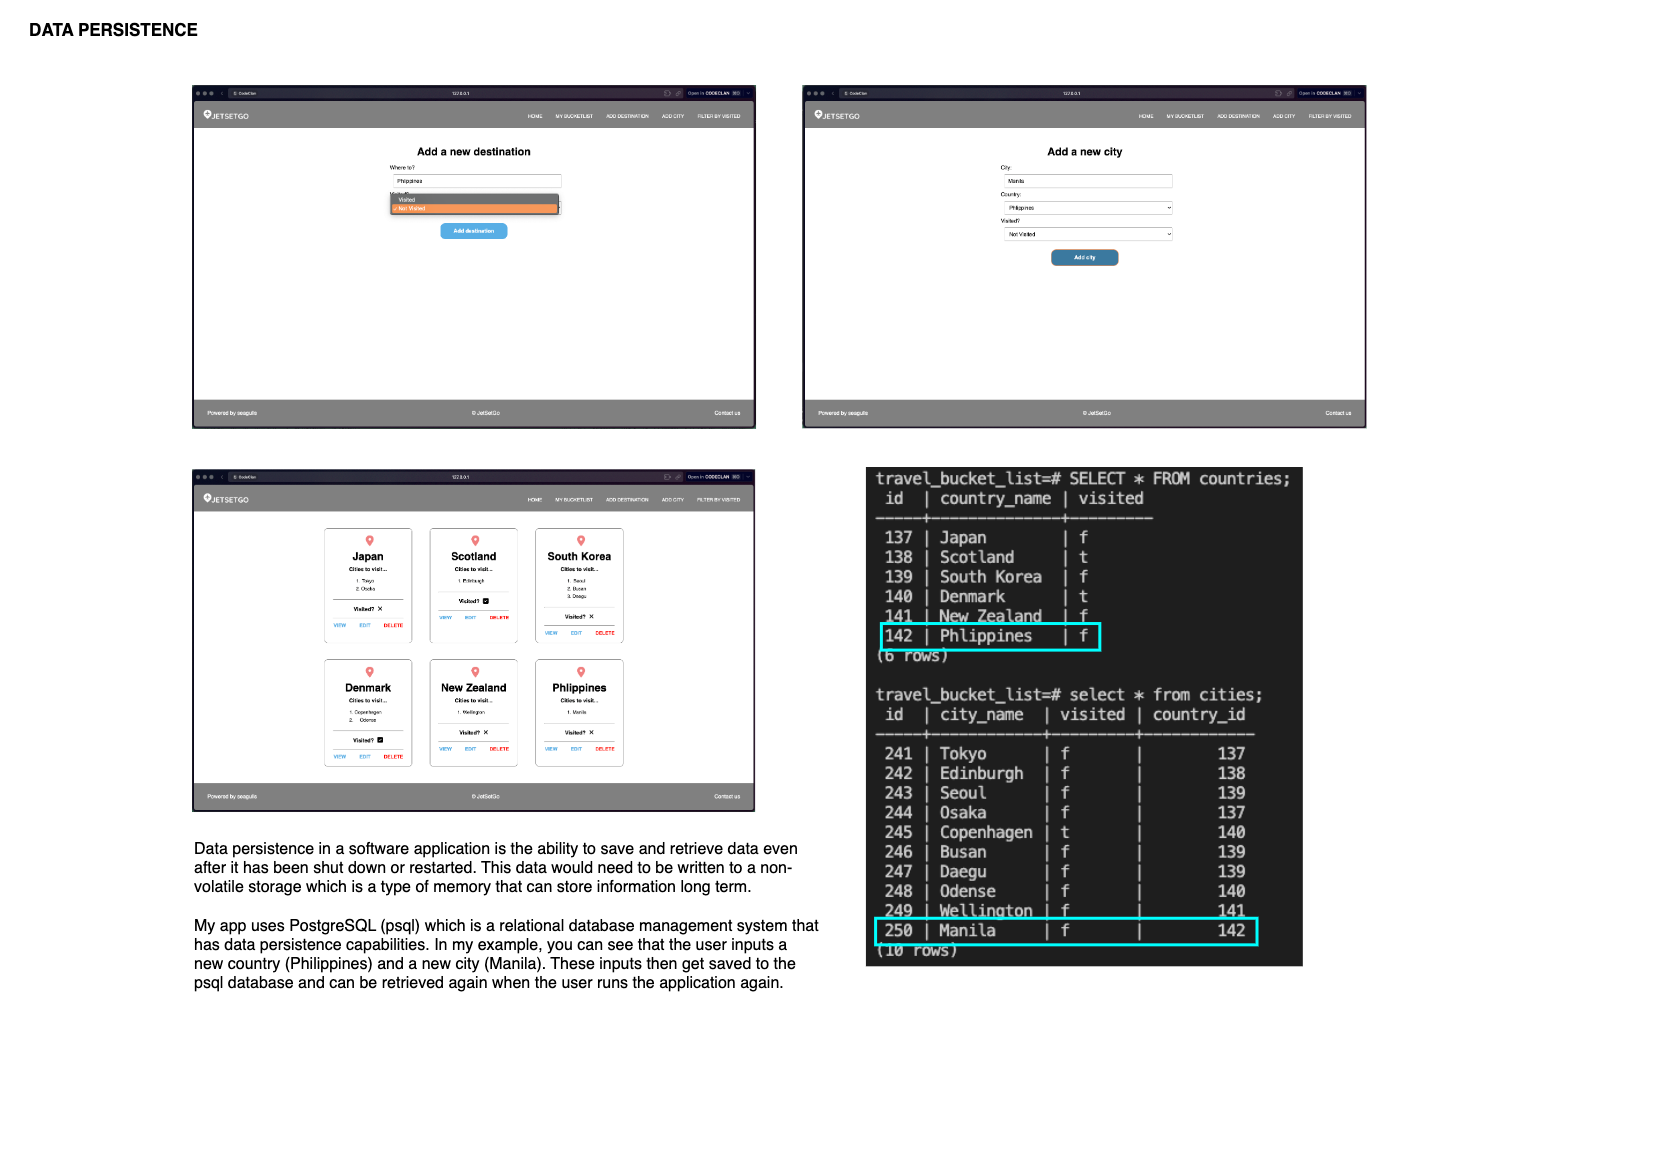 DATA PERSISTENCE
CodeClan
127.0.0.1
Open in CODECLAN
JETSETGO
HOME MY BUCKETLIST ADD DESTINATION ADD CITY FILTER BY VISITED
Add a new destination
Where to?
Phlippines
Visited?
Visited
✓ Not Visited
Add destination
Powered by seagulls © JetSetGo Contact us
CodeClan
127.0.0.1
Open in CODECLAN
JETSETGO
HOME MY BUCKETLIST ADD DESTINATION ADD CITY FILTER BY VISITED
Add a new city
City:
Manila
Country:
Phlippines
Visited?
Not Visited
Add city
Powered by seagulls © JetSetGo Contact us
CodeClan
127.0.0.1
Open in CODECLAN
JETSETGO
HOME MY BUCKETLIST ADD DESTINATION ADD CITY FILTER BY VISITED
Japan
Cities to visit...
1. Tokyo
2. Osaka
Visited? ✕
VIEW EDIT DELETE
Scotland
Cities to visit...
1. Edinburgh
Visited? ☑
VIEW EDIT DELETE
South Korea
Cities to visit...
1. Seoul
2. Busan
3. Daegu
Visited? ✕
VIEW EDIT DELETE
Denmark
Cities to visit...
1. Copenhagen
2. Odense
Visited? ☑
VIEW EDIT DELETE
New Zealand
Cities to visit...
1. Wellington
Visited? ✕
VIEW EDIT DELETE
Phlippines
Cities to visit...
1. Manila
Visited? ✕
VIEW EDIT DELETE
Powered by seagulls © JetSetGo Contact us
travel_bucket_list=# SELECT * FROM countries;
id | country_name | visited
-----+--------------+---------
137 | Japan | f
138 | Scotland | t
139 | South Korea | f
140 | Denmark | t
141 | New Zealand | f
142 | Phlippines | f
(6 rows)
travel_bucket_list=# select * from cities;
id | city_name | visited | country_id
-----+------------+---------+------------
241 | Tokyo | f | 137
242 | Edinburgh | f | 138
243 | Seoul | f | 139
244 | Osaka | f | 137
245 | Copenhagen | t | 140
246 | Busan | f | 139
247 | Daegu | f | 139
248 | Odense | f | 140
249 | Wellington | f | 141
250 | Manila | f | 142
(10 rows)
Data persistence in a software application is the ability to save and retrieve data even
after it has been shut down or restarted. This data would need to be written to a non-
volatile storage which is a type of memory that can store information long term.
My app uses PostgreSQL (psql) which is a relational database management system that
has data persistence capabilities. In my example, you can see that the user inputs a
new country (Philippines) and a new city (Manila). These inputs then get saved to the
psql database and can be retrieved again when the user runs the application again.